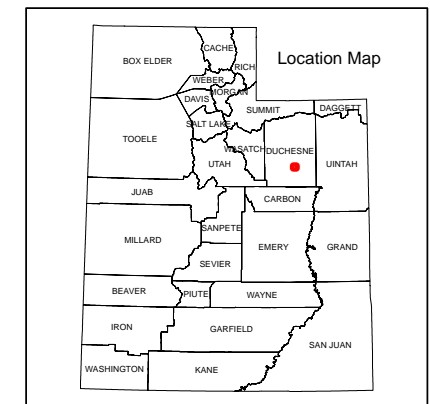 Location Map
BOX ELDER
CACHE
RICH
WEBER
MORGAN
DAVIS
SUMMIT
DAGGETT
SALT LAKE
TOOELE
WASATCH
DUCHESNE
UTAH
UINTAH
JUAB
CARBON
SANPETE
MILLARD
EMERY
GRAND
SEVIER
BEAVER
PIUTE
WAYNE
IRON
GARFIELD
SAN JUAN
WASHINGTON
KANE